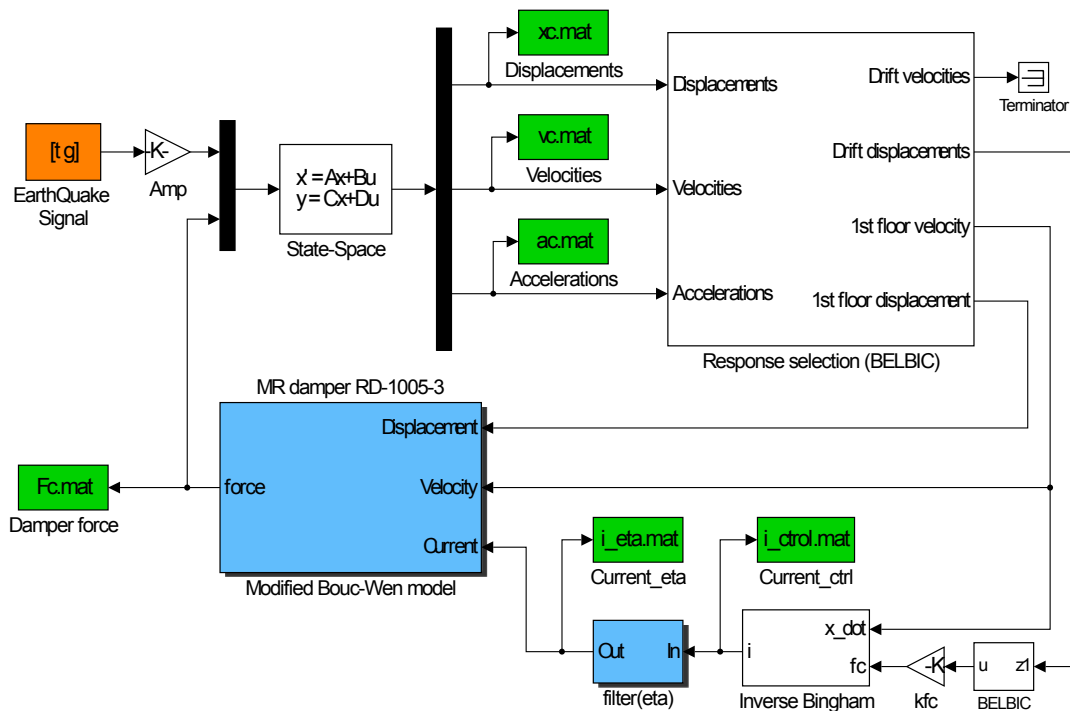 xc.mat
Displacements
vc.mat
Velocities
ac.mat
Accelerations
[t g]
EarthQuake
Signal
-K-
Amp
x' = Ax+Bu
y = Cx+Du
State-Space
Displacements
Velocities
Accelerations
Drift velocities
Drift displacements
1st floor velocity
1st floor displacement
Response selection (BELBIC)
Terminator
MR damper RD-1005-3
Displacement
Velocity
Current
force
Modified Bouc-Wen model
Fc.mat
Damper force
i_eta.mat
Current_eta
i_ctrol.mat
Current_ctrl
Out
In
filter(eta)
x_dot
fc
i
Inverse Bingham
-K
kfc
u
z1
BELBIC